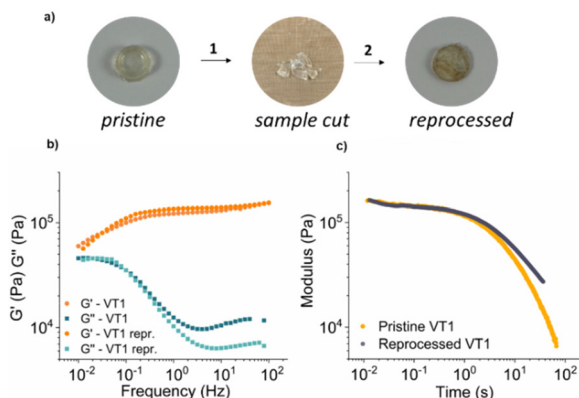 a)
1
2
pristine
sample cut
reprocessed
b)
c)
G' (Pa) G'' (Pa)
10⁵
10⁴
G' - VT1
G'' - VT1
G' - VT1 repr.
G'' - VT1 repr.
10⁻² 10⁻¹ 10⁰ 10¹ 10²
Frequency (Hz)
Modulus (Pa)
10⁵
10⁴
Pristine VT1
Reprocessed VT1
10⁻² 10⁻¹ 10⁰ 10¹ 10²
Time (s)